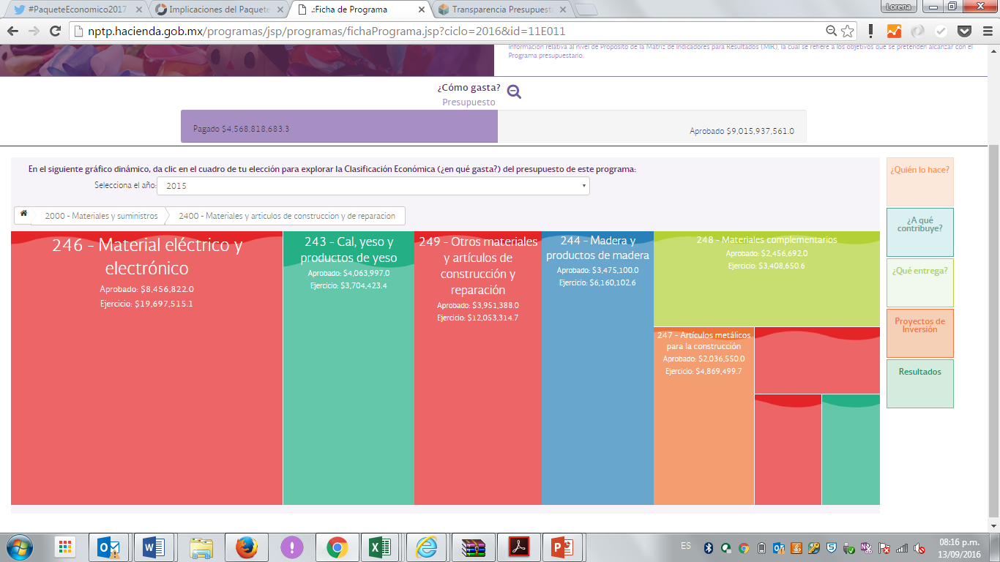 #PaqueteEconomico2017
Implicaciones del Paquete
.:Ficha de Programa
Transparencia Presupuest
Lorena
nptp.hacienda.gob.mx/programas/jsp/programas/fichaPrograma.jsp?ciclo=2016&id=11E011
Información relativa al nivel de Propósito de la Matriz de Indicadores para Resultados (MIR), la cual se refiere a los objetivos que se pretenden alcanzar con el
Programa presupuestario.
¿Cómo gasta?
Presupuesto
Pagado $4,568,818,683.3
Aprobado $9,015,937,561.0
En el siguiente gráfico dinámico, da clic en el cuadro de tu elección para explorar la Clasificación Económica (¿en qué gasta?) del presupuesto de este programa:
Selecciona el año:
2015
2000 - Materiales y suministros
2400 - Materiales y articulos de construccion y de reparacion
246 - Material eléctrico y
electrónico
Aprobado: $8,456,822.0
Ejercicio: $19,697,515.1
243 - Cal, yeso y
productos de yeso
Aprobado: $4,063,997.0
Ejercicio: $3,704,423.4
249 - Otros materiales
y artículos de
construcción y
reparación
Aprobado: $3,951,388.0
Ejercicio: $12,053,314.7
244 - Madera y
productos de madera
Aprobado: $3,475,100.0
Ejercicio: $6,160,102.6
248 - Materiales complementarios
Aprobado: $2,456,692.0
Ejercicio: $3,408,650.6
247 - Artículos metálicos
para la construcción
Aprobado: $2,036,550.0
Ejercicio: $4,869,499.7
¿Quién lo hace?
¿A qué
contribuye?
¿Qué entrega?
Proyectos de
Inversión
Resultados
ES
08:16 p.m.
13/09/2016